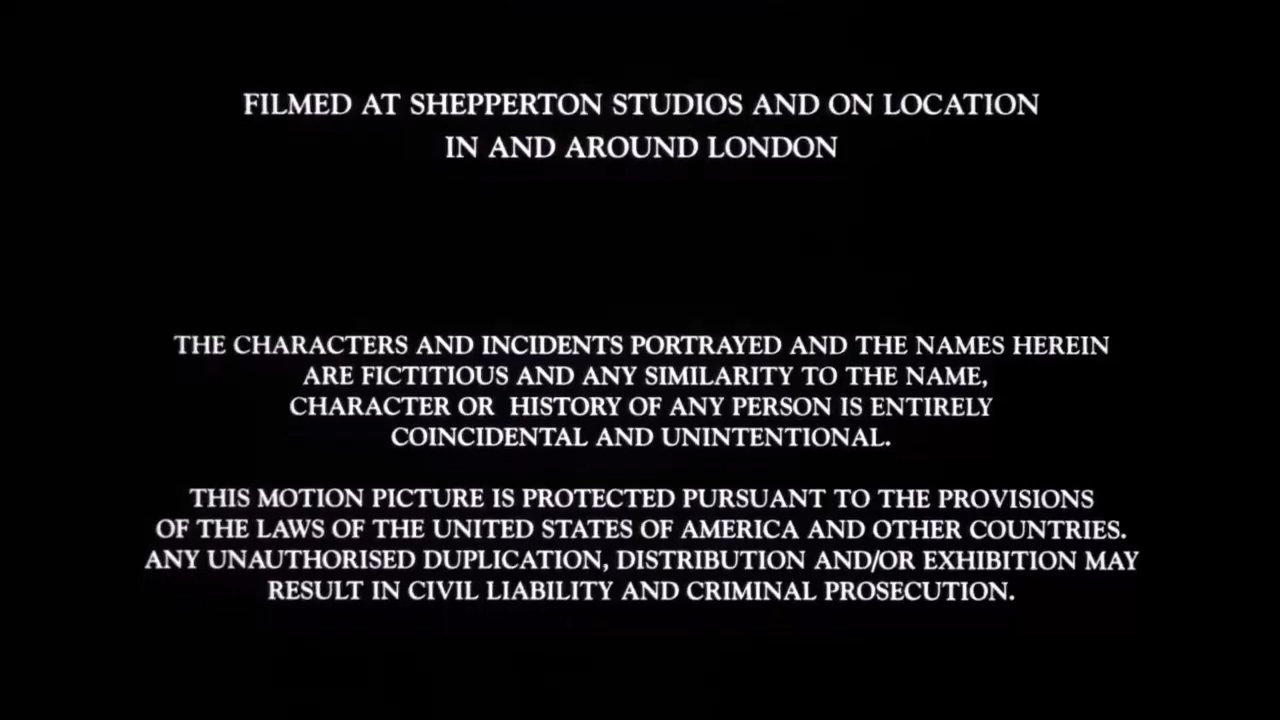 FILMED AT SHEPPERTON STUDIOS AND ON LOCATION
IN AND AROUND LONDON
THE CHARACTERS AND INCIDENTS PORTRAYED AND THE NAMES HEREIN
ARE FICTITIOUS AND ANY SIMILARITY TO THE NAME,
CHARACTER OR  HISTORY OF ANY PERSON IS ENTIRELY
COINCIDENTAL AND UNINTENTIONAL.
THIS MOTION PICTURE IS PROTECTED PURSUANT TO THE PROVISIONS
OF THE LAWS OF THE UNITED STATES OF AMERICA AND OTHER COUNTRIES.
ANY UNAUTHORISED DUPLICATION, DISTRIBUTION AND/OR EXHIBITION MAY
RESULT IN CIVIL LIABILITY AND CRIMINAL PROSECUTION.